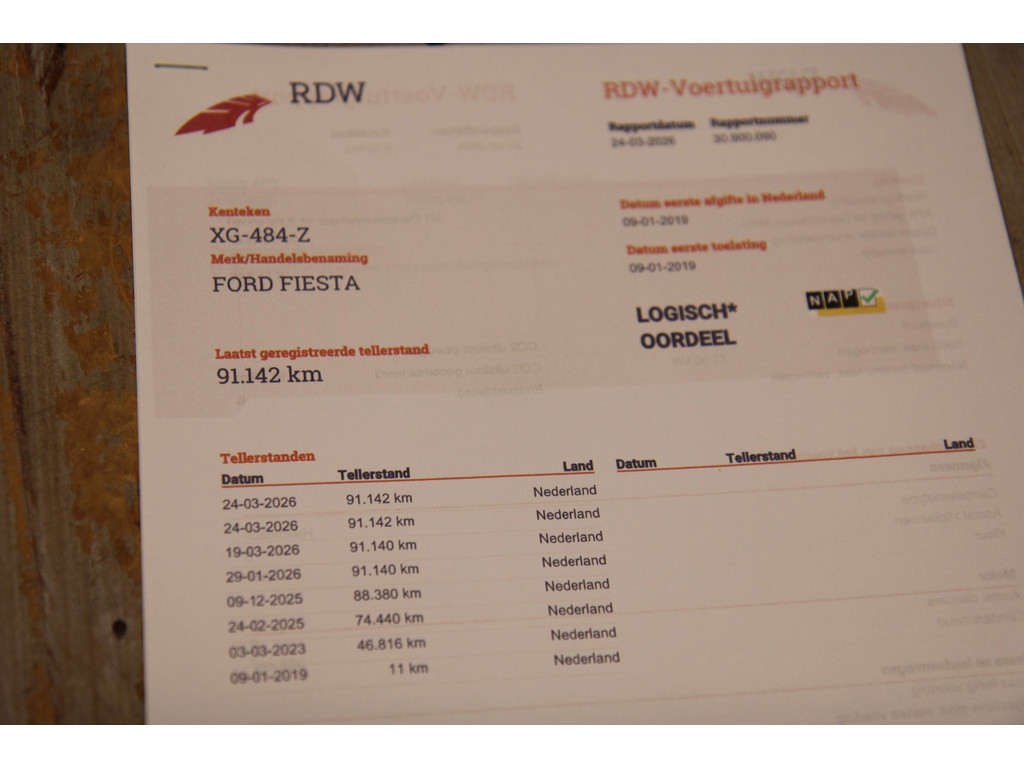 RDW
RDW-Voertuigrapport
Rapportdatum Rapportnummer
24-03-2026 30.900.090
Kenteken
XG-484-Z
Merk/Handelsbenaming
FORD FIESTA
Datum eerste afgifte in Nederland
09-01-2019
Datum eerste toelating
09-01-2019
LOGISCH*
OORDEEL
NAP
Laatst geregistreerde tellerstand
91.142 km
Tellerstanden
Datum Tellerstand Land Datum Tellerstand Land
24-03-2026 91.142 km Nederland
24-03-2026 91.142 km Nederland
19-03-2026 91.140 km Nederland
29-01-2026 91.140 km Nederland
09-12-2025 88.380 km Nederland
24-02-2025 74.440 km Nederland
03-03-2023 46.816 km Nederland
09-01-2019 11 km Nederland